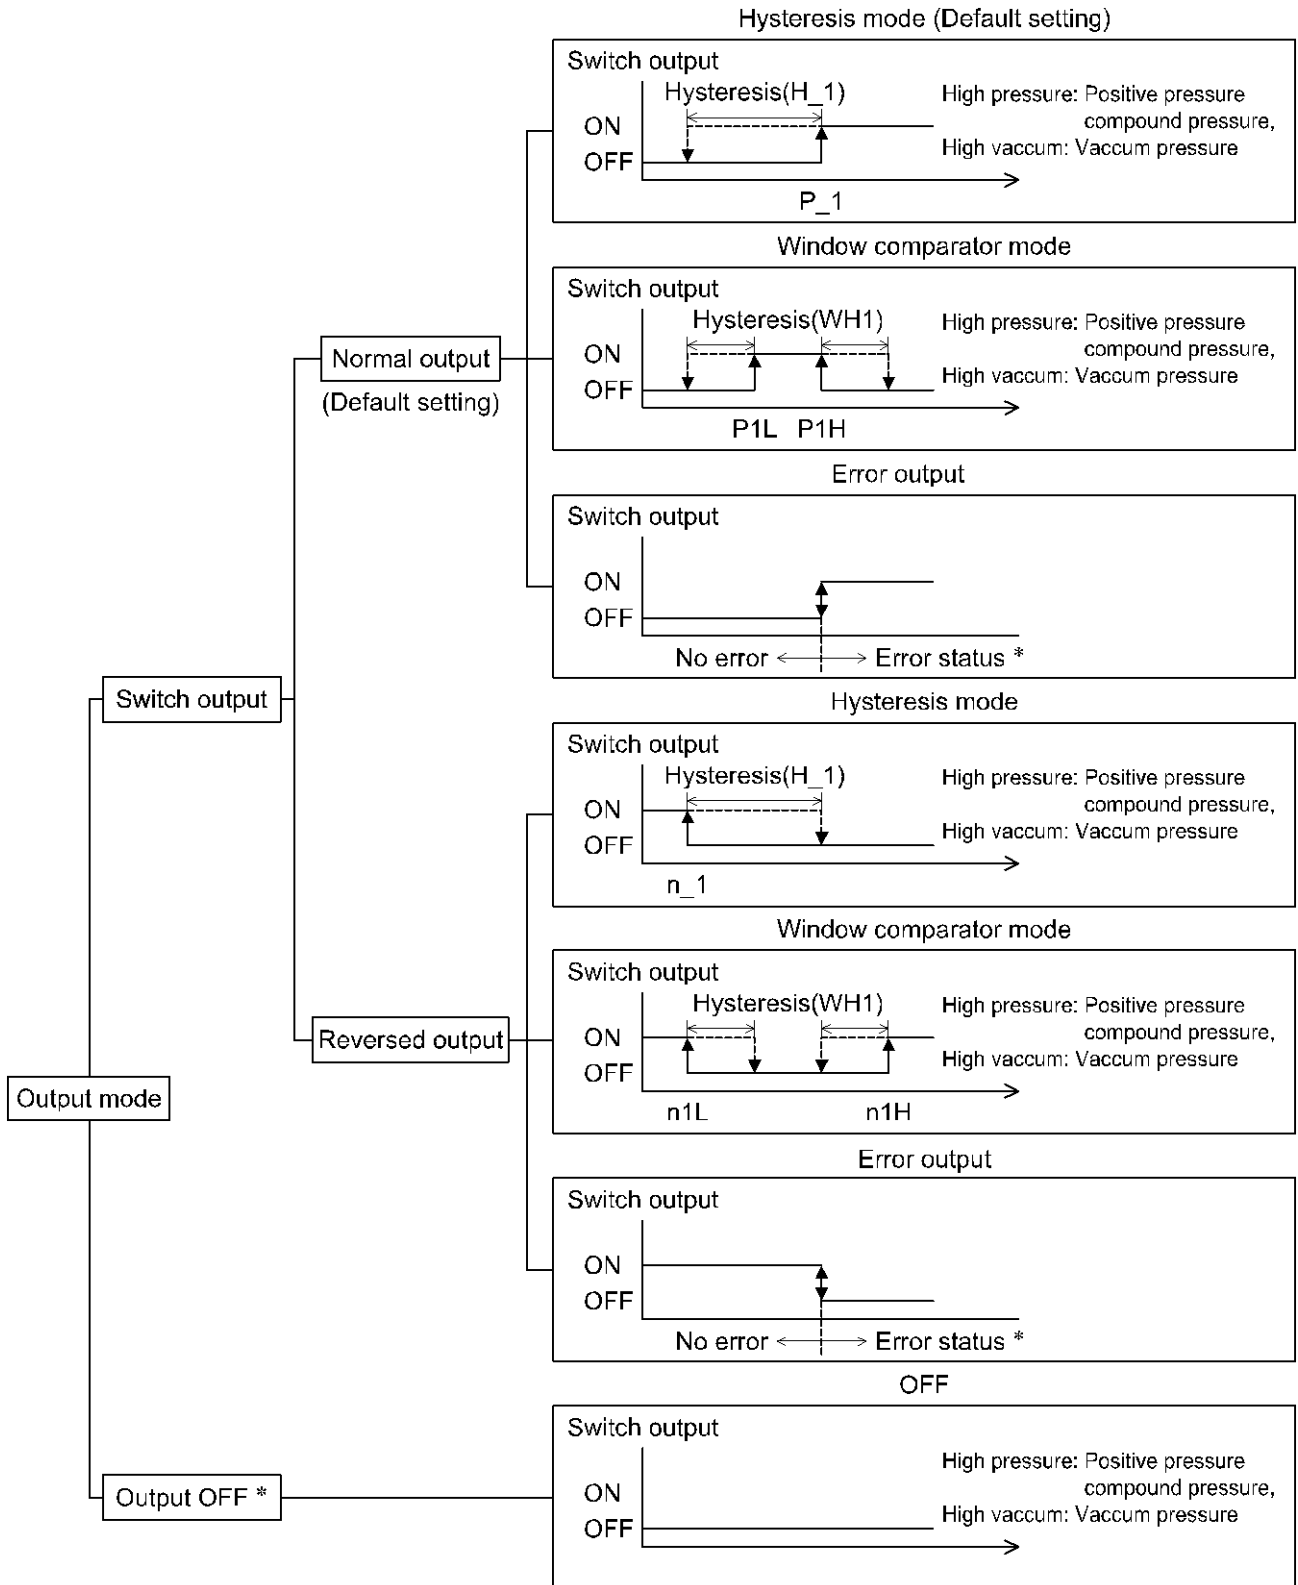 Hysteresis mode (Default setting)
Switch output
Hysteresis(H_1)
High pressure: Positive pressure
compound pressure,
High vaccum: Vaccum pressure
ON
OFF
P_1
Window comparator mode
Switch output
Hysteresis(WH1)
High pressure: Positive pressure
compound pressure,
High vaccum: Vaccum pressure
ON
OFF
P1L P1H
Normal output
(Default setting)
Error output
Switch output
ON
OFF
No error
Error status *
Switch output
Hysteresis mode
Switch output
Hysteresis(H_1)
High pressure: Positive pressure
compound pressure,
High vaccum: Vaccum pressure
ON
OFF
n_1
Window comparator mode
Switch output
Hysteresis(WH1)
High pressure: Positive pressure
compound pressure,
High vaccum: Vaccum pressure
ON
OFF
n1L n1H
Reversed output
Output mode
Error output
Switch output
ON
OFF
No error
Error status *
OFF
Switch output
High pressure: Positive pressure
compound pressure,
High vaccum: Vaccum pressure
ON
OFF
Output OFF *